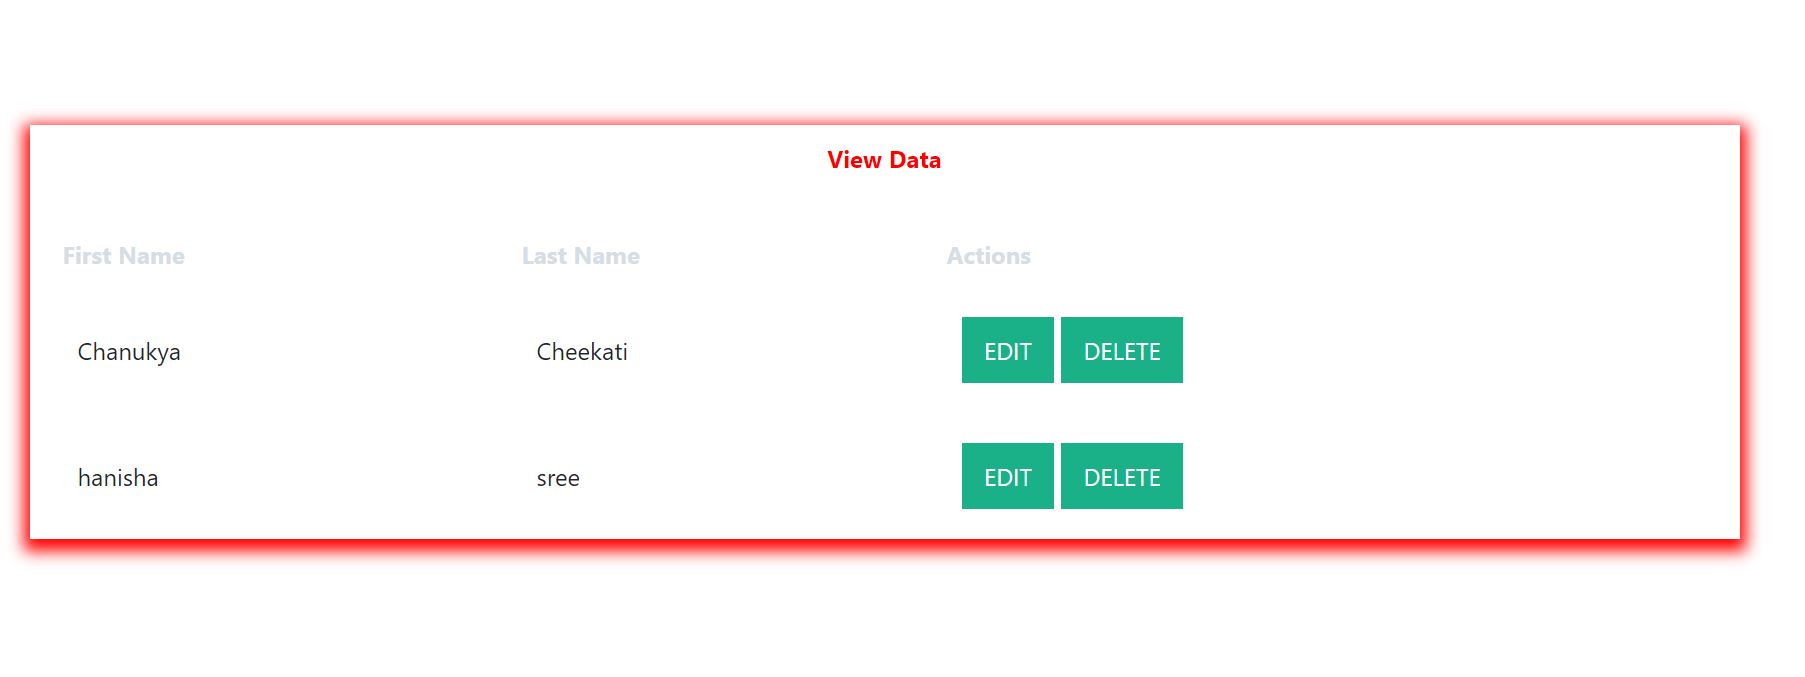 View Data
First Name Last Name Actions
Chanukya Cheekati EDIT DELETE
hanisha sree EDIT DELETE